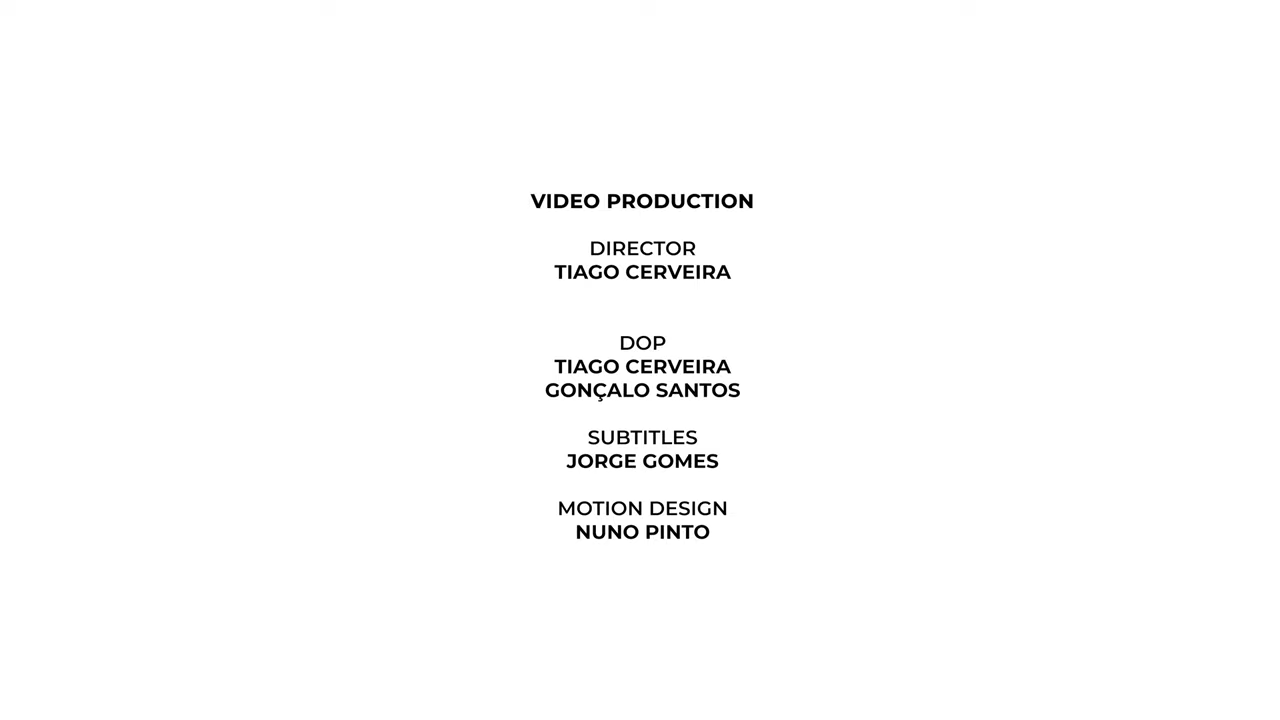 VIDEO PRODUCTION
DIRECTOR
TIAGO CERVEIRA
DOP
TIAGO CERVEIRA
GONÇALO SANTOS
SUBTITLES
JORGE GOMES
MOTION DESIGN
NUNO PINTO